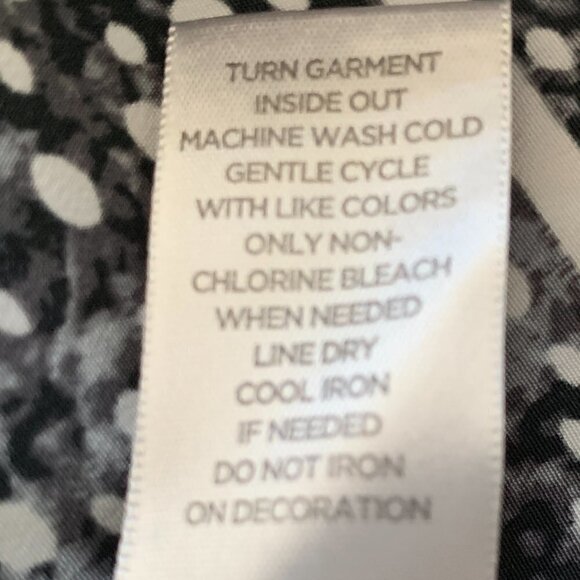 TURN GARMENT
INSIDE OUT
MACHINE WASH COLD
GENTLE CYCLE
WITH LIKE COLORS
ONLY NON-
CHLORINE BLEACH
WHEN NEEDED
LINE DRY
COOL IRON
IF NEEDED
DO NOT IRON
ON DECORATION